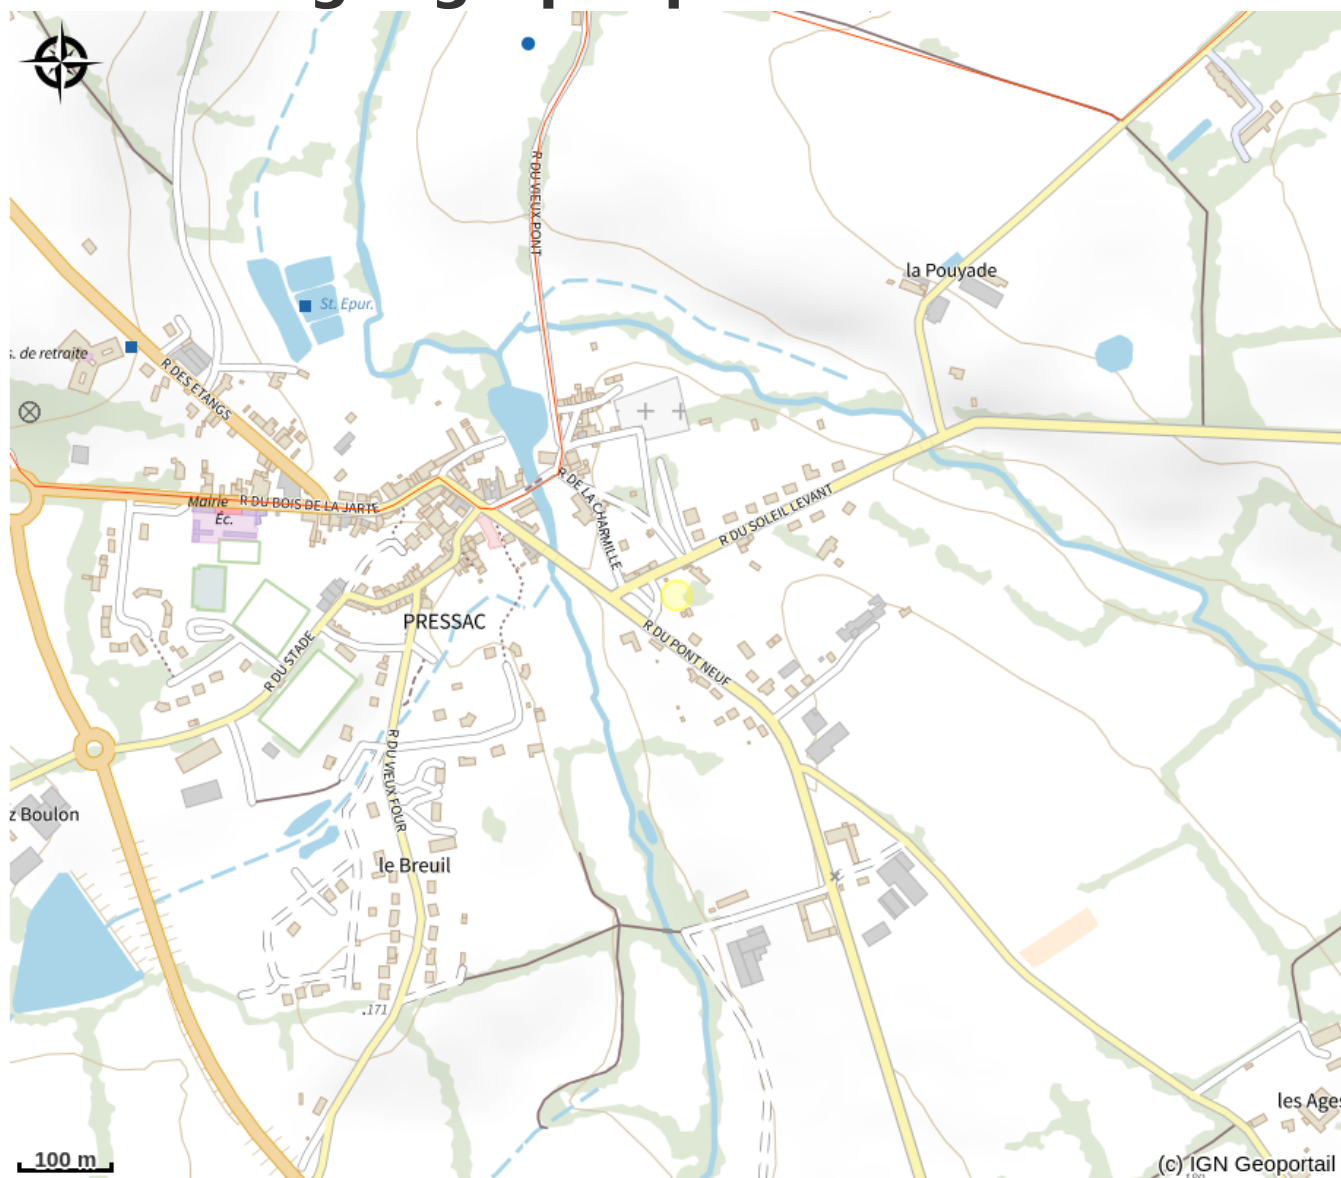 R DU VIEUX PONT
la Pouyade
St. Epur.
s. de retraite
R DES ETANGS
R DE LA CHARMILLE
R DU SOLEIL LEVANT
Mairie
Éc.
R DU BOIS DE LA JARTE
PRESSAC
R DU STADE
R DU PONT NEUF
R DU VIEUX FOUR
z Boulon
le Breuil
.171
les Ages
100 m
(c) IGN Geoportail